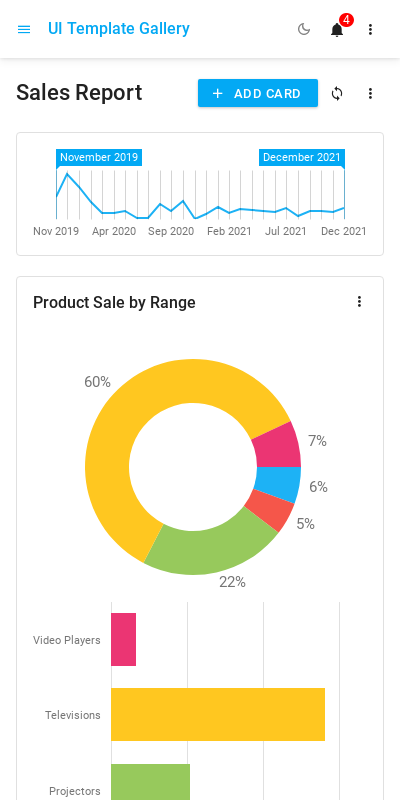 UI Template Gallery
4
Sales Report
ADD CARD
November 2019
December 2021
Nov 2019
Apr 2020
Sep 2020
Feb 2021
Jul 2021
Dec 2021
Product Sale by Range
60%
7%
6%
5%
22%
Video Players
Televisions
Projectors